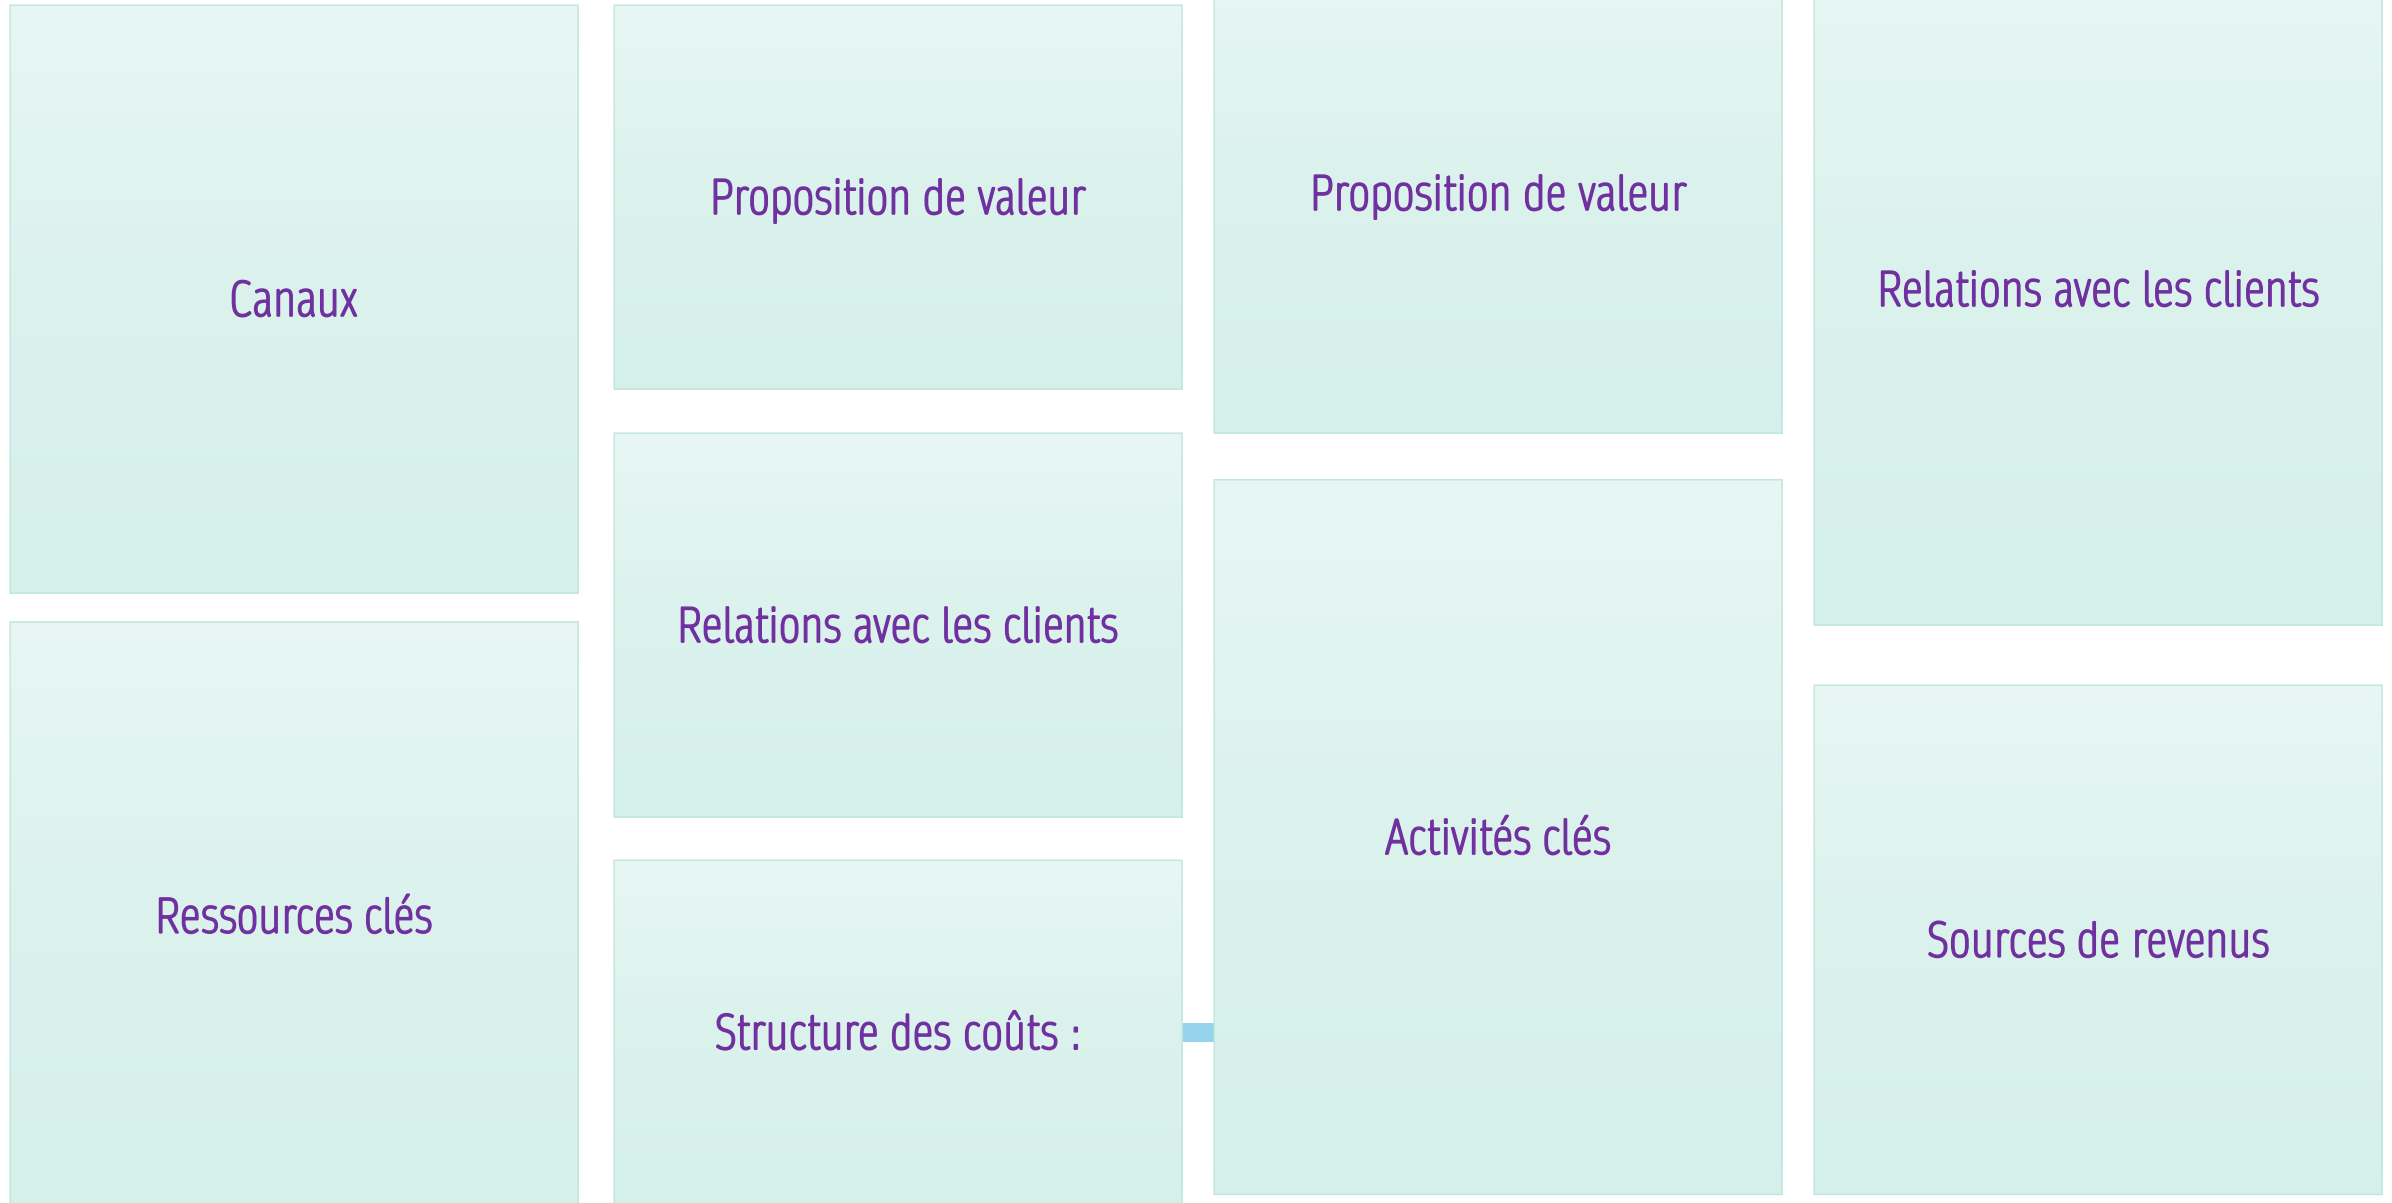 Canaux
Ressources clés
Proposition de valeur
Relations avec les clients
Structure des coûts :
Proposition de valeur
Activités clés
Relations avec les clients
Sources de revenus